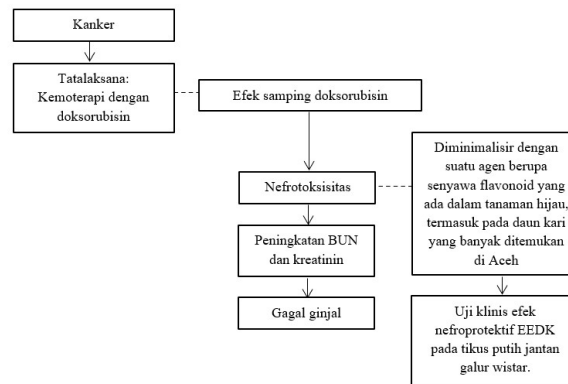 Kanker
Tatalaksana:
Kemoterapi dengan
doksorubisin
Efek samping doksorubisin
Nefrotoksisitas
Peningkatan BUN
dan kreatinin
Gagal ginjal
Diminimalisir dengan
suatu agen berupa
senyawa flavonoid yang
ada dalam tanaman hijau,
termasuk pada daun kari
yang banyak ditemukan
di Aceh
Uji klinis efek
nefroprotektif EEDK
pada tikus putih jantan
galur wistar.